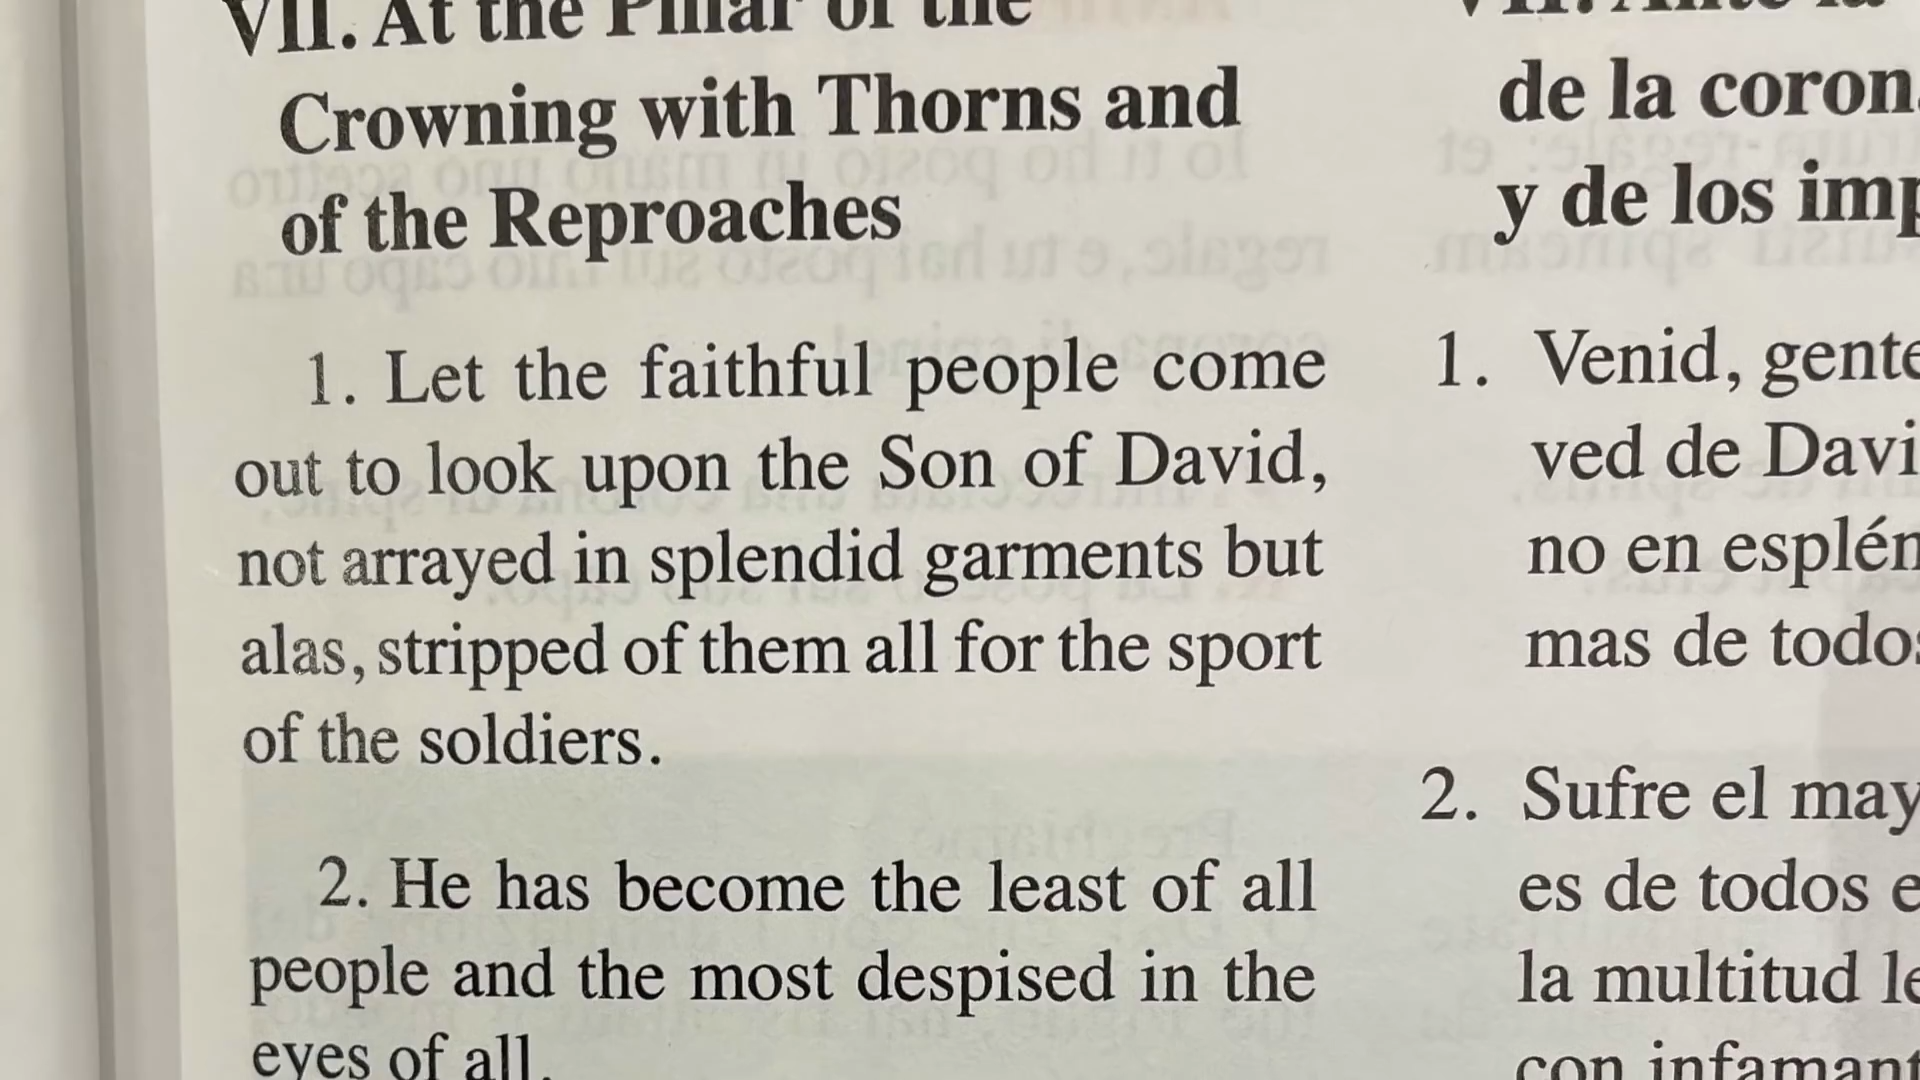 VII. At the Pillar of the
Crowning with Thorns and
of the Reproaches
1. Let the faithful people come
out to look upon the Son of David,
not arrayed in splendid garments but
alas, stripped of them all for the sport
of the soldiers.
2. He has become the least of all
people and the most despised in the
eyes of all.
VII. Ante la
de la coron
y de los imp
1. Venid, gente
ved de Davi
no en esplén
mas de todos
2. Sufre el may
es de todos e
la multitud le
con infamant